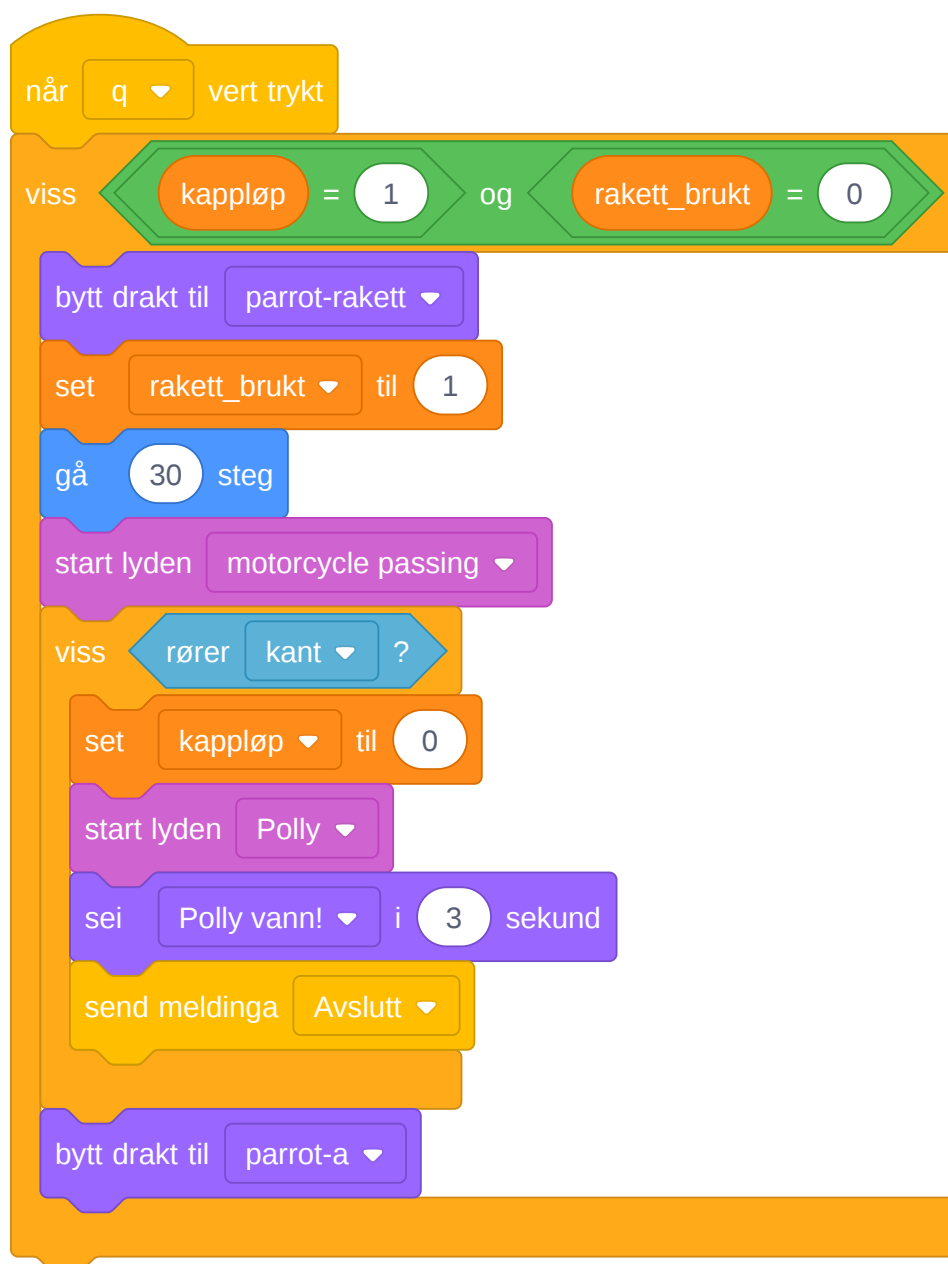 når q vert trykt
viss kappløp = 1 og rakett_brukt = 0
bytt drakt til parrot-rakett
set rakett_brukt til 1
gå 30 steg
start lyden motorcycle passing
viss rører kant ?
set kappløp til 0
start lyden Polly
sei Polly vann! i 3 sekund
send meldinga Avslutt
bytt drakt til parrot-a